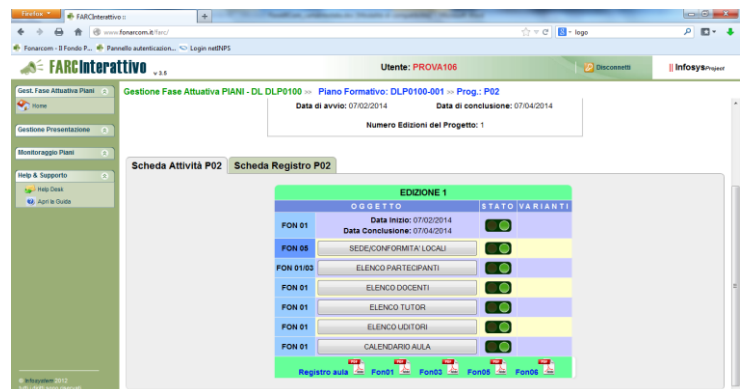 Firefox
FARCInterattivo ::
www.fonarcom.it/farc/
logo
Fonarcom - Il Fondo P...
Pannello autenticazion...
Login netINPS
FARCInterattivo v 3.0
Utente: PROVA106
Disconnetti
Infosys Project
Gest. Fase Attuativa Piani
Home
Gestione Presentazione
Monitoraggio Piani
Help & Supporto
Help Desk
Apri la Guida
Gestione Fase Attuativa PIANI - DL DLP0100 >> Piano Formativo: DLP0100-001 >> Prog.: P02
Data di avvio: 07/02/2014 Data di conclusione: 07/04/2014
Numero Edizioni del Progetto: 1
Scheda Attività P02 Scheda Registro P02
EDIZIONE 1
OGGETTO STATO VARIANTI
FON 01 Data Inizio: 07/02/2014
Data Conclusione: 07/04/2014
FON 05 SEDE/CONFORMITA' LOCALI
FON 01/03 ELENCO PARTECIPANTI
FON 01 ELENCO DOCENTI
FON 01 ELENCO TUTOR
FON 01 ELENCO UDITORI
FON 01 CALENDARIO AULA
Registro aula Fon01 Fon03 Fon05 Fon06
© Infosystem 2012